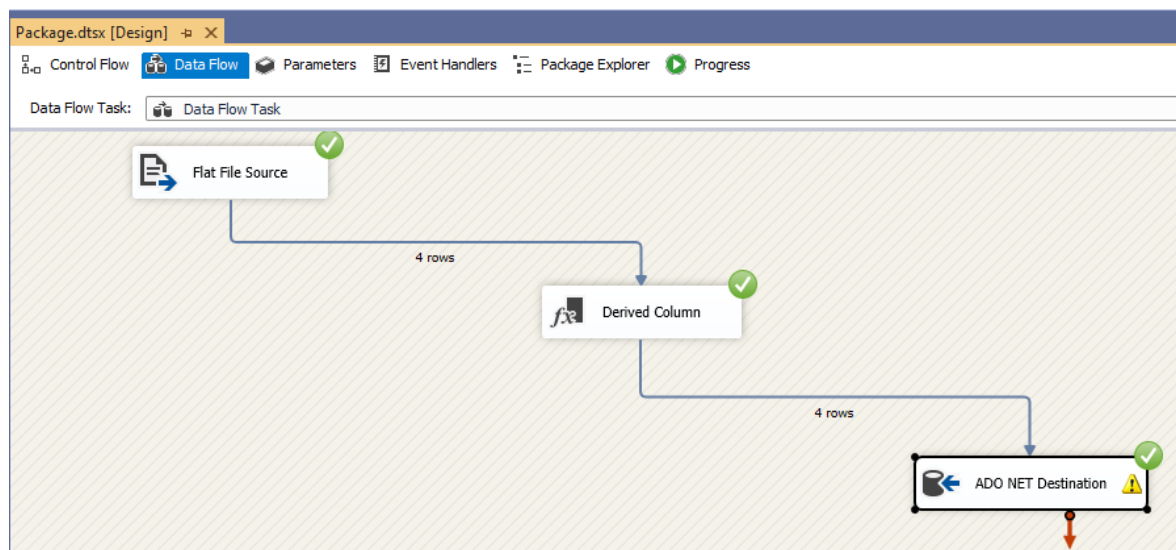 Package.dtsx [Design]
Control Flow Data Flow Parameters Event Handlers Package Explorer Progress
Data Flow Task: Data Flow Task
Flat File Source
4 rows
fx Derived Column
4 rows
ADO NET Destination